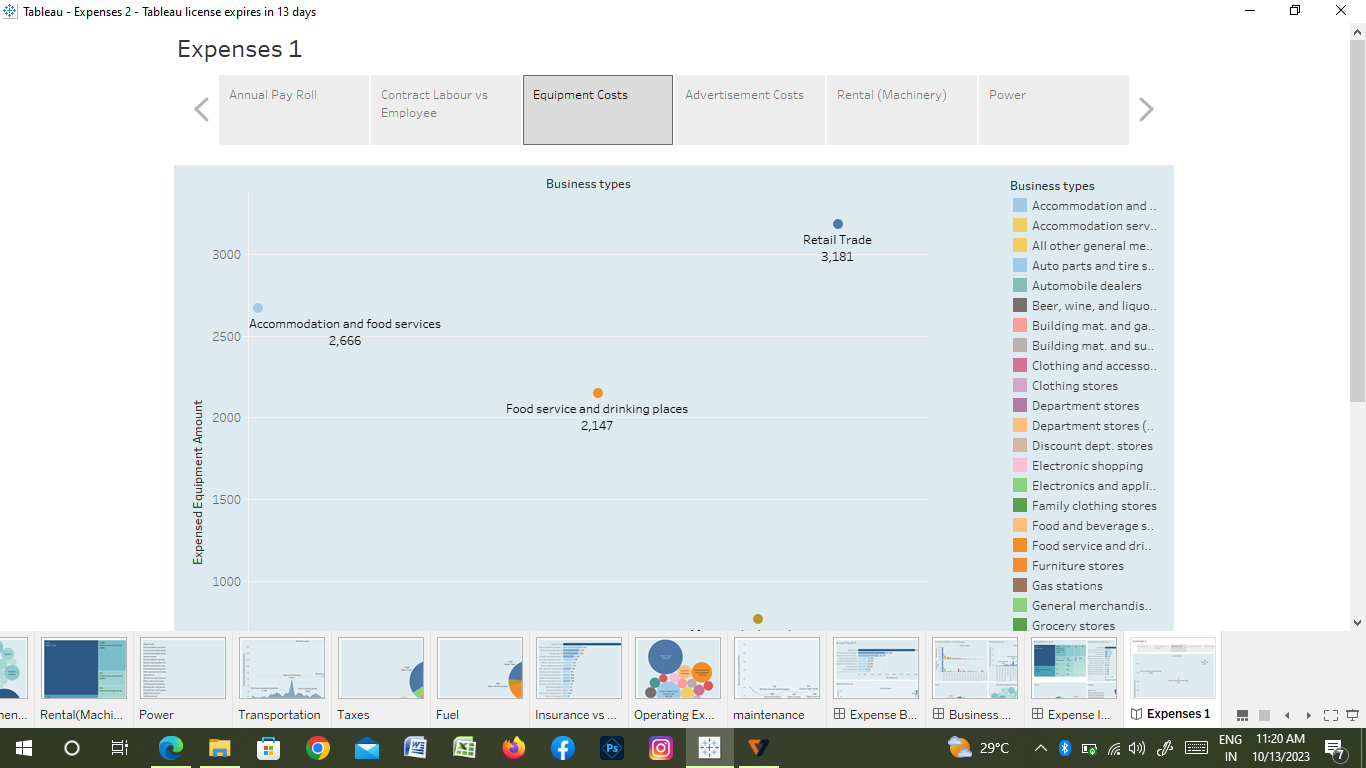 Tableau - Expenses 2 - Tableau license expires in 13 days
Expenses 1
Annual Pay Roll
Contract Labour vs
Employee
Equipment Costs
Advertisement Costs
Rental (Machinery)
Power
Business types
Retail Trade
3,181
3000
Accommodation and food services
2,666
2500
Food service and drinking places
2,147
2000
1500
1000
Expensed Equipment Amount
Business types
Accommodation and ..
Accommodation serv..
All other general me..
Auto parts and tire s..
Automobile dealers
Beer, wine, and liquo..
Building mat. and ga..
Building mat. and su..
Clothing and accesso..
Clothing stores
Department stores
Department stores (..
Discount dept. stores
Electronic shopping
Electronics and appli..
Family clothing stores
Food and beverage s..
Food service and dri..
Furniture stores
Gas stations
General merchandis..
Grocery stores
Rental(Machi...
Power
Transportation
Taxes
Fuel
Insurance vs ...
Operating Ex...
maintenance
Expense B...
Business ...
Expense I...
Expenses 1
29°C
ENG
IN
11:20 AM
10/13/2023
7